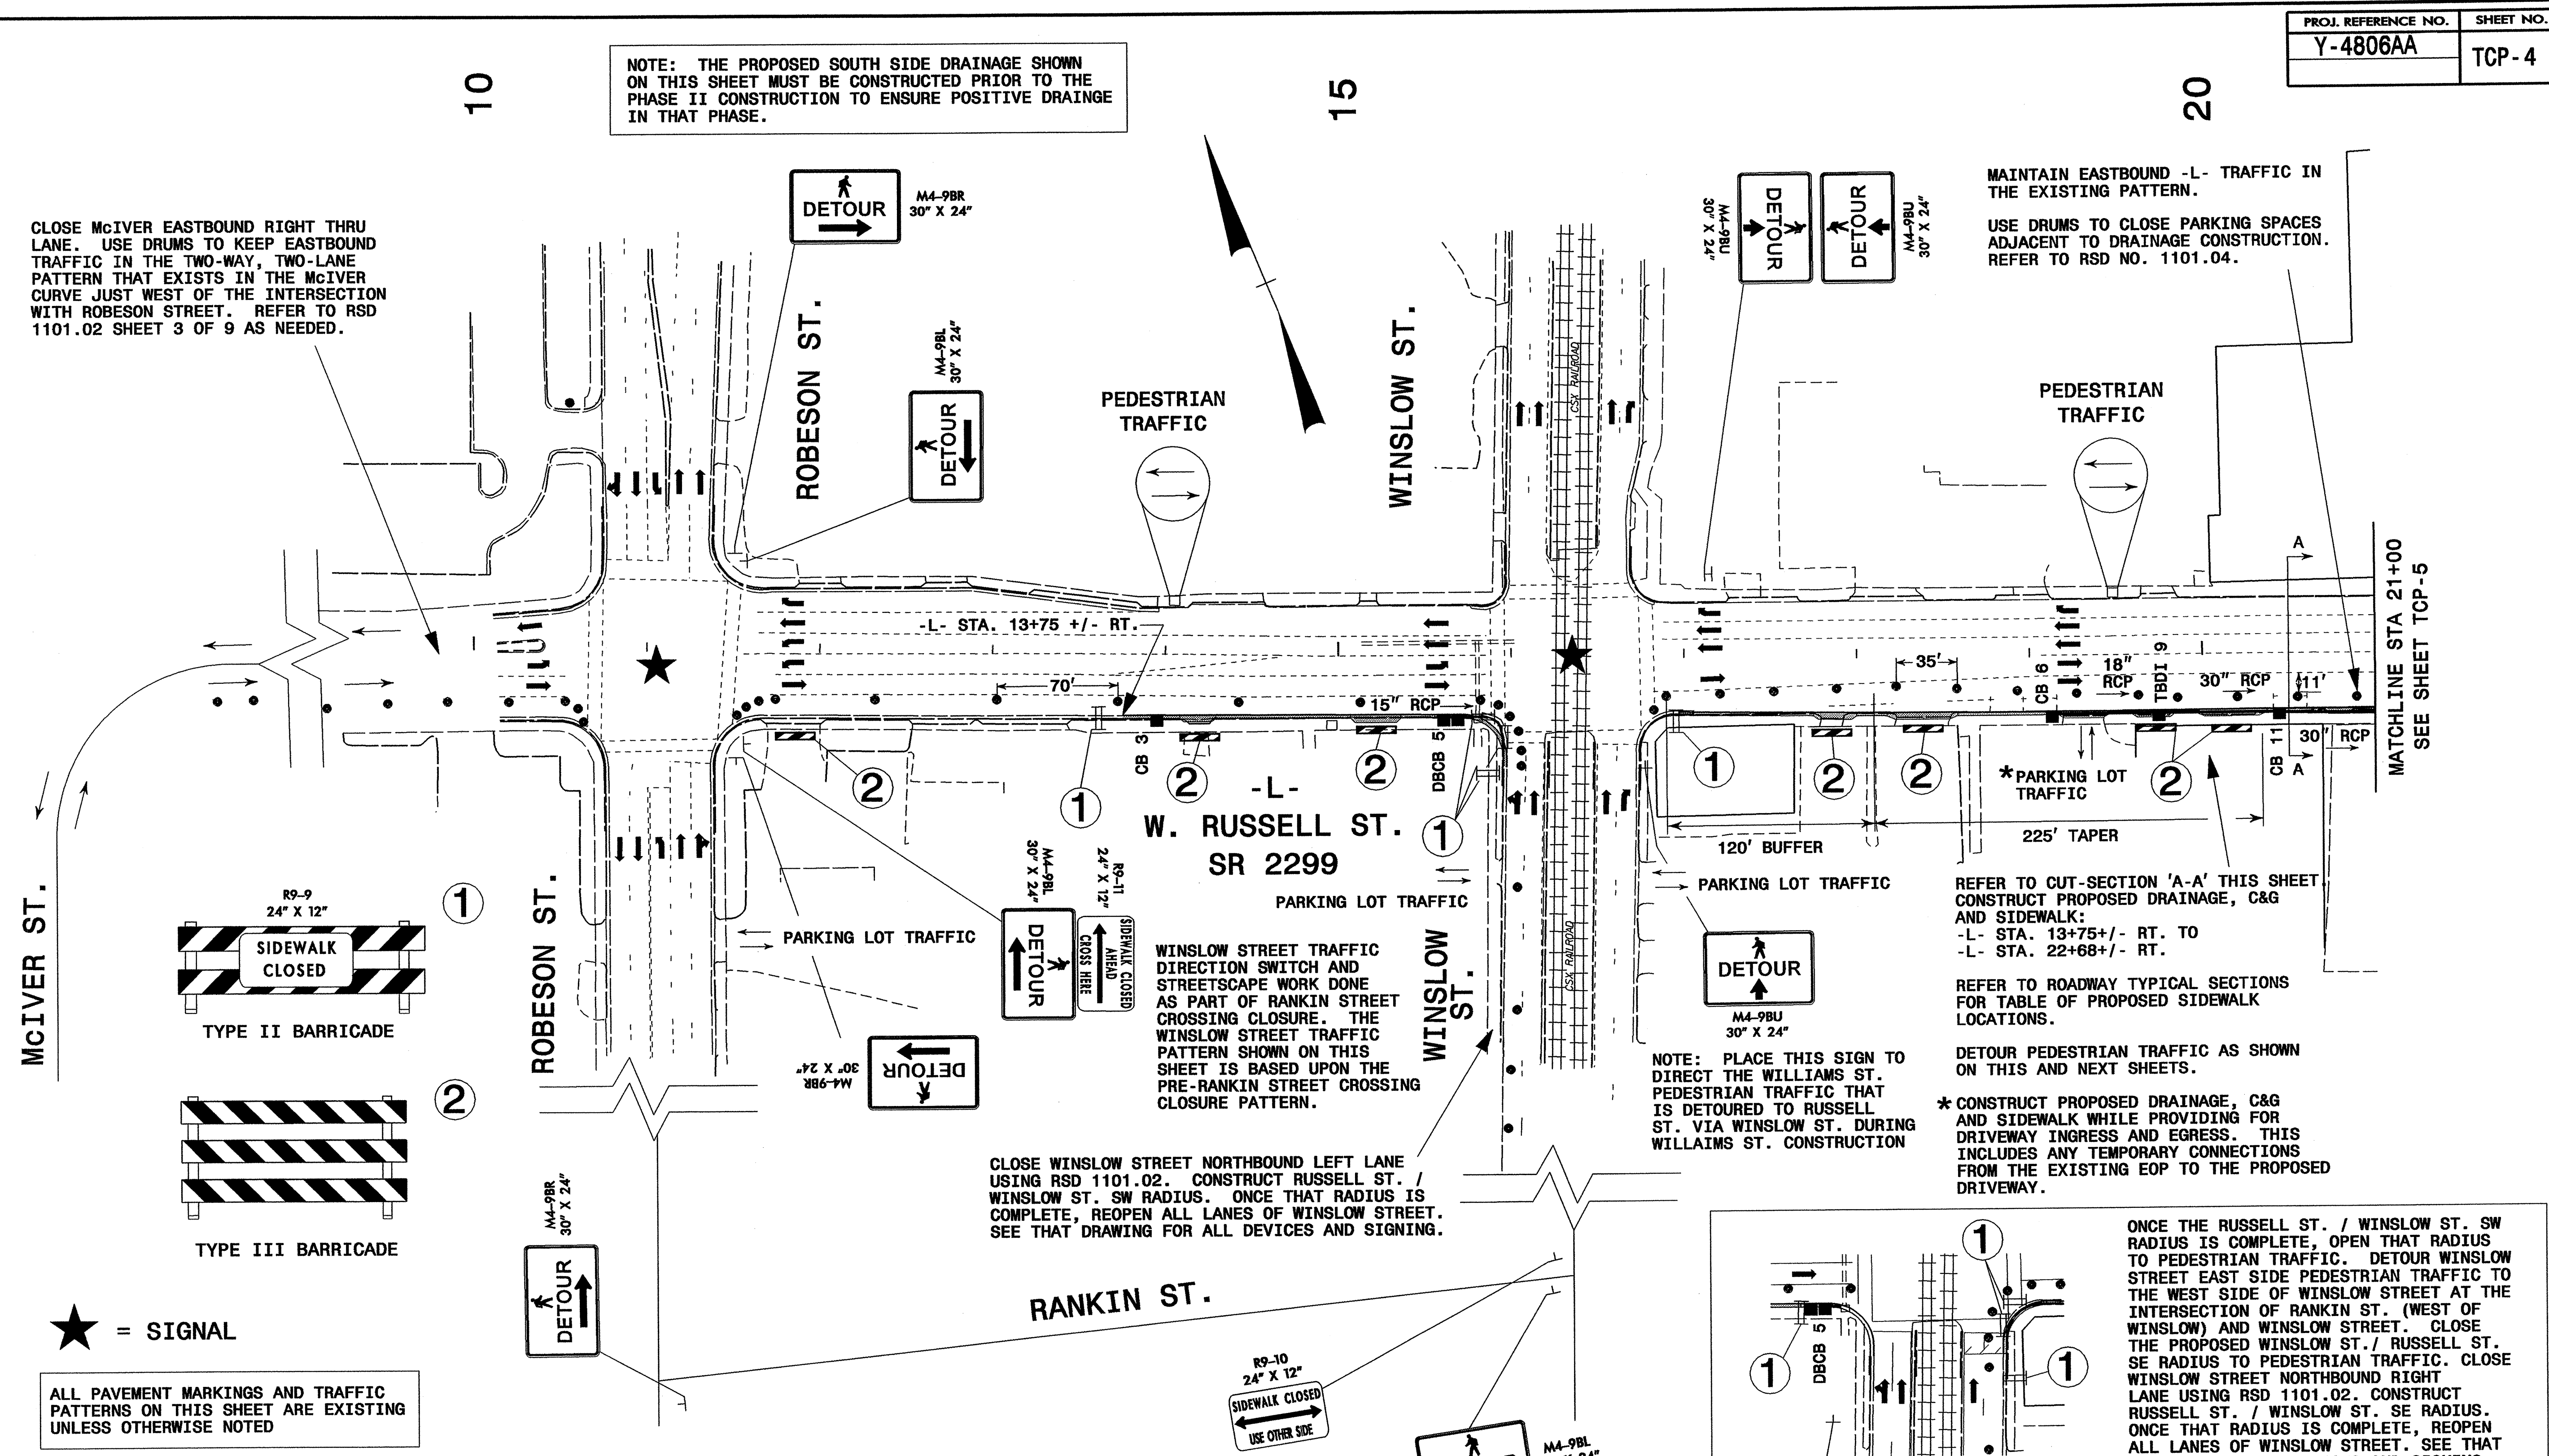 PROJ. REFERENCE NO.
SHEET NO.
Y-4806AA
TCP-4
10
15
20
NOTE: THE PROPOSED SOUTH SIDE DRAINAGE SHOWN
ON THIS SHEET MUST BE CONSTRUCTED PRIOR TO THE
PHASE II CONSTRUCTION TO ENSURE POSITIVE DRAINGE
IN THAT PHASE.
CLOSE McIVER EASTBOUND RIGHT THRU
LANE. USE DRUMS TO KEEP EASTBOUND
TRAFFIC IN THE TWO-WAY, TWO-LANE
PATTERN THAT EXISTS IN THE McIVER
CURVE JUST WEST OF THE INTERSECTION
WITH ROBESON STREET. REFER TO RSD
1101.02 SHEET 3 OF 9 AS NEEDED.
DETOUR
M4-9BR
30" X 24"
ROBESON ST.
M4-9BL
30" X 24"
DETOUR
PEDESTRIAN
TRAFFIC
WINSLOW ST.
CSX RAILROAD
M4-9BU
30" X 24"
DETOUR
DETOUR
M4-9BU
30" X 24"
MAINTAIN EASTBOUND -L- TRAFFIC IN
THE EXISTING PATTERN.
USE DRUMS TO CLOSE PARKING SPACES
ADJACENT TO DRAINAGE CONSTRUCTION.
REFER TO RSD NO. 1101.04.
PEDESTRIAN
TRAFFIC
A
MATCHLINE STA 21+00
SEE SHEET TCP-5
-L- STA. 13+75 +/- RT.
70'
15" RCP
35'
CB 6
18"
RCP
TBDI 9
30" RCP
11'
CB 3
DBCB 5
CB 11
30" RCP
A
2
1
2
2
1
1
2
2
2
*PARKING LOT
TRAFFIC
-L-
W. RUSSELL ST.
SR 2299
120' BUFFER
225' TAPER
PARKING LOT TRAFFIC
PARKING LOT TRAFFIC
PARKING LOT TRAFFIC
McIVER ST.
R9-9
24" X 12"
1
SIDEWALK
CLOSED
TYPE II BARRICADE
2
TYPE III BARRICADE
ROBESON ST.
M4-9BL
30" X 24"
R9-11
24" X 12"
DETOUR
SIDEWALK CLOSED
AHEAD
CROSS HERE
DETOUR
M4-9BR
30" X 24"
WINSLOW STREET TRAFFIC
DIRECTION SWITCH AND
STREETSCAPE WORK DONE
AS PART OF RANKIN STREET
CROSSING CLOSURE. THE
WINSLOW STREET TRAFFIC
PATTERN SHOWN ON THIS
SHEET IS BASED UPON THE
PRE-RANKIN STREET CROSSING
CLOSURE PATTERN.
WINSLOW
ST.
CSX RAILROAD
DETOUR
M4-9BU
30" X 24"
NOTE: PLACE THIS SIGN TO
DIRECT THE WILLIAMS ST.
PEDESTRIAN TRAFFIC THAT
IS DETOURED TO RUSSELL
ST. VIA WINSLOW ST. DURING
WILLAIMS ST. CONSTRUCTION
REFER TO CUT-SECTION 'A-A' THIS SHEET
CONSTRUCT PROPOSED DRAINAGE, C&G
AND SIDEWALK:
-L- STA. 13+75+/- RT. TO
-L- STA. 22+68+/- RT.
REFER TO ROADWAY TYPICAL SECTIONS
FOR TABLE OF PROPOSED SIDEWALK
LOCATIONS.
DETOUR PEDESTRIAN TRAFFIC AS SHOWN
ON THIS AND NEXT SHEETS.
* CONSTRUCT PROPOSED DRAINAGE, C&G
AND SIDEWALK WHILE PROVIDING FOR
DRIVEWAY INGRESS AND EGRESS. THIS
INCLUDES ANY TEMPORARY CONNECTIONS
FROM THE EXISTING EOP TO THE PROPOSED
DRIVEWAY.
CLOSE WINSLOW STREET NORTHBOUND LEFT LANE
USING RSD 1101.02. CONSTRUCT RUSSELL ST. /
WINSLOW ST. SW RADIUS. ONCE THAT RADIUS IS
COMPLETE, REOPEN ALL LANES OF WINSLOW STREET.
SEE THAT DRAWING FOR ALL DEVICES AND SIGNING.
M4-9BR
30" X 24"
DETOUR
RANKIN ST.
= SIGNAL
ALL PAVEMENT MARKINGS AND TRAFFIC
PATTERNS ON THIS SHEET ARE EXISTING
UNLESS OTHERWISE NOTED
R9-10
24" X 12"
SIDEWALK CLOSED
USE OTHER SIDE
M4-9BL
1
DBCB 5
1
1
ONCE THE RUSSELL ST. / WINSLOW ST. SW
RADIUS IS COMPLETE, OPEN THAT RADIUS
TO PEDESTRIAN TRAFFIC. DETOUR WINSLOW
STREET EAST SIDE PEDESTRIAN TRAFFIC TO
THE WEST SIDE OF WINSLOW STREET AT THE
INTERSECTION OF RANKIN ST. (WEST OF
WINSLOW) AND WINSLOW STREET. CLOSE
THE PROPOSED WINSLOW ST./ RUSSELL ST.
SE RADIUS TO PEDESTRIAN TRAFFIC. CLOSE
WINSLOW STREET NORTHBOUND RIGHT
LANE USING RSD 1101.02. CONSTRUCT
RUSSELL ST. / WINSLOW ST. SE RADIUS.
ONCE THAT RADIUS IS COMPLETE, REOPEN
ALL LANES OF WINSLOW STREET. SEE THAT